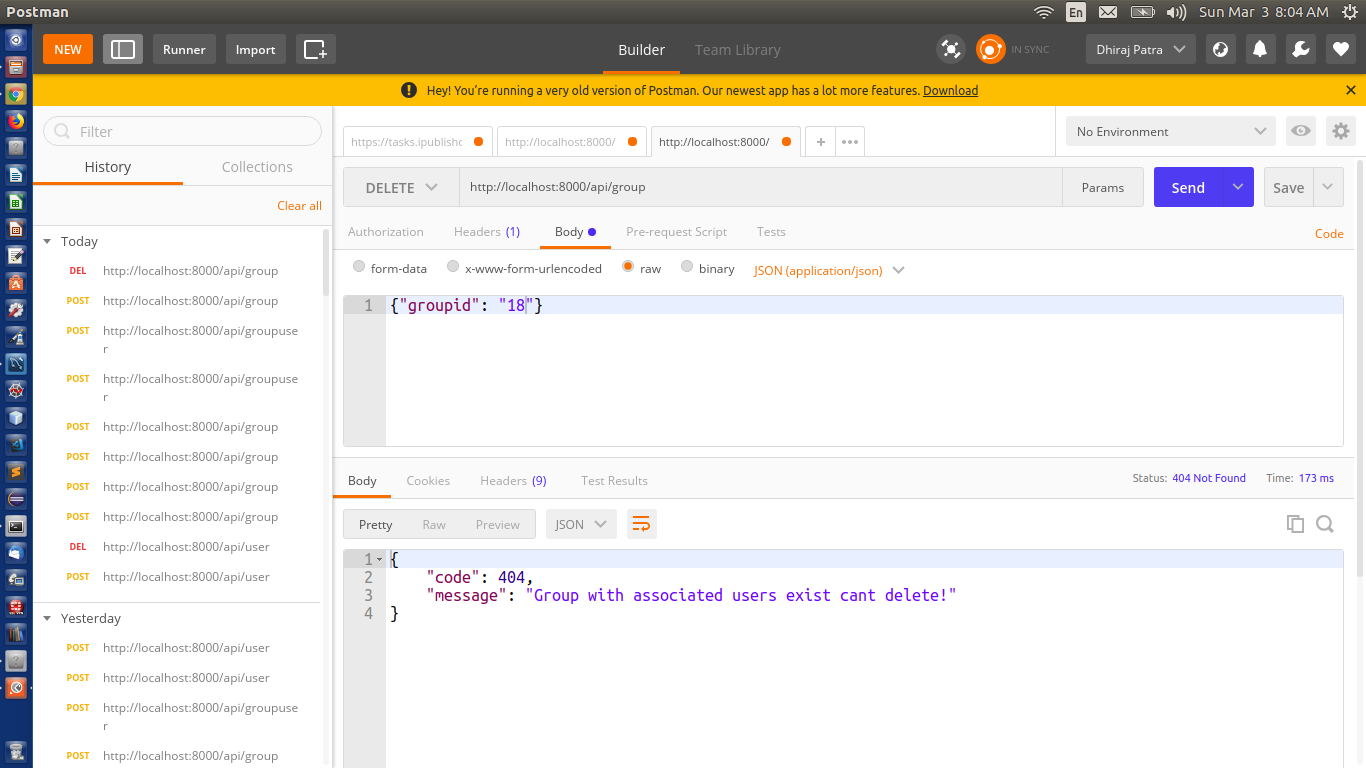 Postman
En
Sun Mar 3 8:04 AM
NEW
Runner
Import
Builder
Team Library
IN SYNC
Dhiraj Patra
Hey! You're running a very old version of Postman. Our newest app has a lot more features. Download
Filter
History
Collections
Clear all
Today
DEL http://localhost:8000/api/group
POST http://localhost:8000/api/group
POST http://localhost:8000/api/groupuse
r
POST http://localhost:8000/api/groupuse
r
POST http://localhost:8000/api/group
POST http://localhost:8000/api/group
POST http://localhost:8000/api/group
POST http://localhost:8000/api/group
DEL http://localhost:8000/api/user
POST http://localhost:8000/api/user
Yesterday
POST http://localhost:8000/api/user
POST http://localhost:8000/api/user
POST http://localhost:8000/api/groupuse
r
POST http://localhost:8000/api/group
https://tasks.ipublishc
http://localhost:8000/
http://localhost:8000/
No Environment
DELETE
http://localhost:8000/api/group
Params
Send
Save
Authorization
Headers (1)
Body
Pre-request Script
Tests
Code
form-data
x-www-form-urlencoded
raw
binary
JSON (application/json)
1 {"groupid": "18"}
Body
Cookies
Headers (9)
Test Results
Status: 404 Not Found
Time: 173 ms
Pretty
Raw
Preview
JSON
1 {
2 "code": 404,
3 "message": "Group with associated users exist cant delete!"
4 }